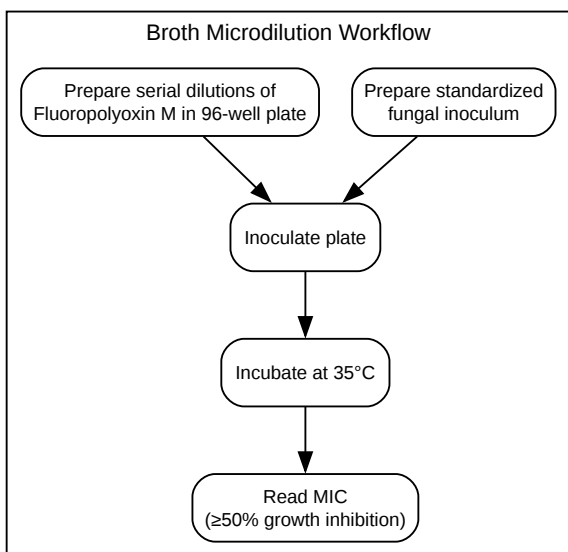 Broth Microdilution Workflow
Prepare serial dilutions of
Fluoropolyoxin M in 96-well plate
Prepare standardized
fungal inoculum
Inoculate plate
Incubate at 35°C
Read MIC
(≥50% growth inhibition)